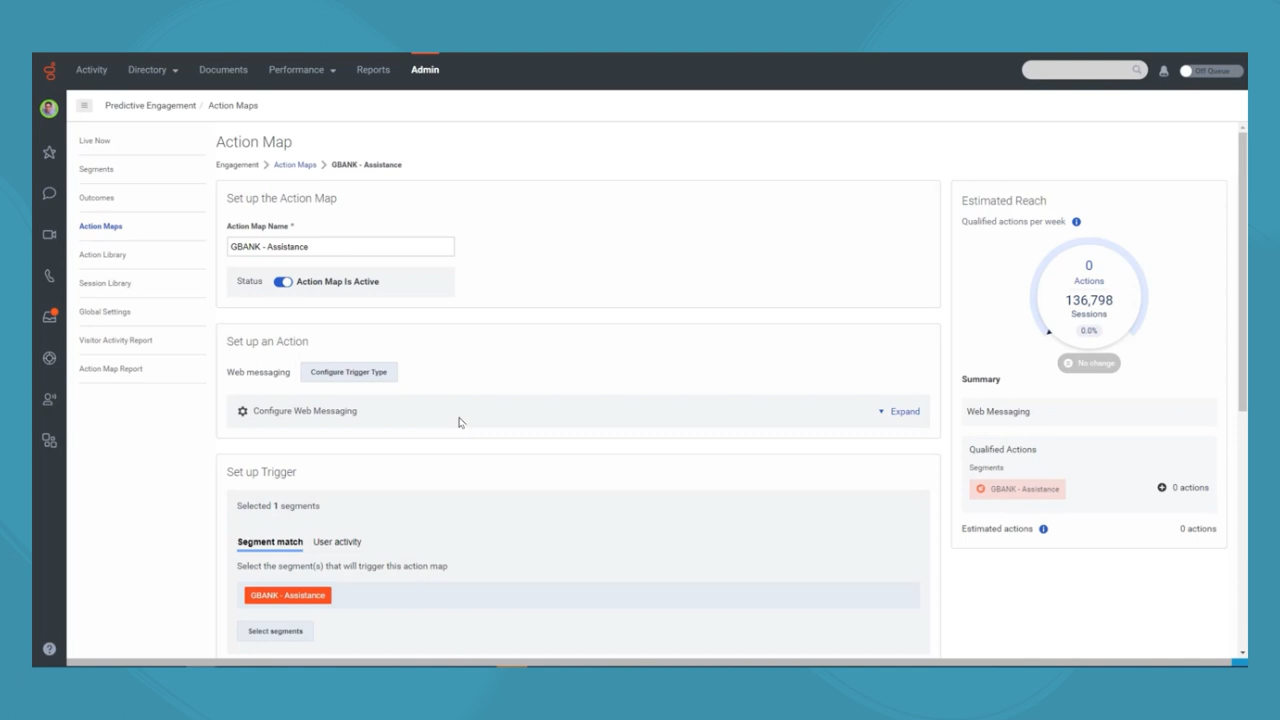 Activity Directory Documents Performance Reports Admin
Off Queue
Predictive Engagement / Action Maps
Live Now
Segments
Outcomes
Action Maps
Action Library
Session Library
Global Settings
Visitor Activity Report
Action Map Report
Action Map
Engagement > Action Maps > GBANK - Assistance
Set up the Action Map
Action Map Name *
GBANK - Assistance
Status Action Map Is Active
Set up an Action
Web messaging Configure Trigger Type
Configure Web Messaging
Expand
Set up Trigger
Selected 1 segments
Segment match User activity
Select the segment(s) that will trigger this action map
GBANK - Assistance
Select segments
Estimated Reach
Qualified actions per week
0
Actions
136,798
Sessions
0.0%
No change
Summary
Web Messaging
Qualified Actions
Segments
GBANK - Assistance
0 actions
Estimated actions
0 actions